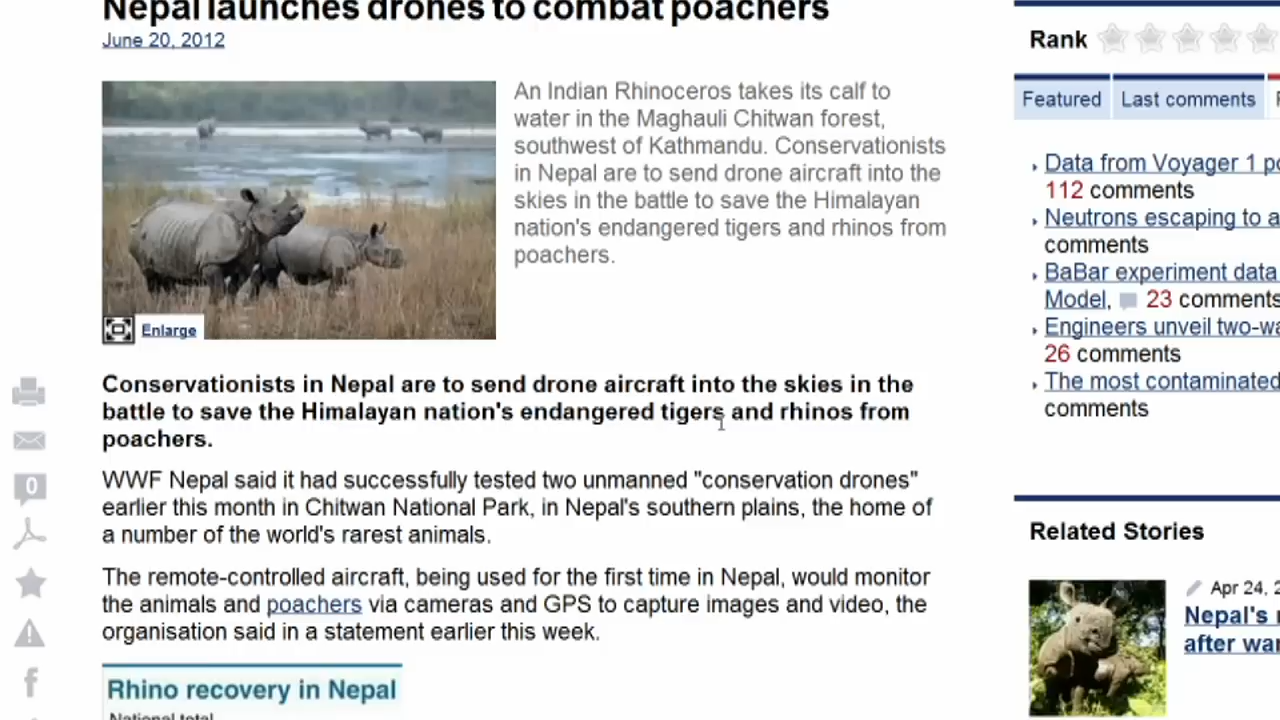 Nepal launches drones to combat poachers
June 20, 2012
An Indian Rhinoceros takes its calf to
water in the Maghauli Chitwan forest,
southwest of Kathmandu. Conservationists
in Nepal are to send drone aircraft into the
skies in the battle to save the Himalayan
nation's endangered tigers and rhinos from
poachers.
Enlarge
Conservationists in Nepal are to send drone aircraft into the skies in the
battle to save the Himalayan nation's endangered tigers and rhinos from
poachers.
WWF Nepal said it had successfully tested two unmanned "conservation drones"
earlier this month in Chitwan National Park, in Nepal's southern plains, the home of
a number of the world's rarest animals.
0
The remote-controlled aircraft, being used for the first time in Nepal, would monitor
the animals and poachers via cameras and GPS to capture images and video, the
organisation said in a statement earlier this week.
Rhino recovery in Nepal
National total
Rank
Featured
Last comments
Data from Voyager 1 po
112 comments
Neutrons escaping to a
comments
BaBar experiment data
Model, 23 comments
Engineers unveil two-wa
26 comments
The most contaminated
comments
Related Stories
Apr 24, 2
Nepal's r
after war